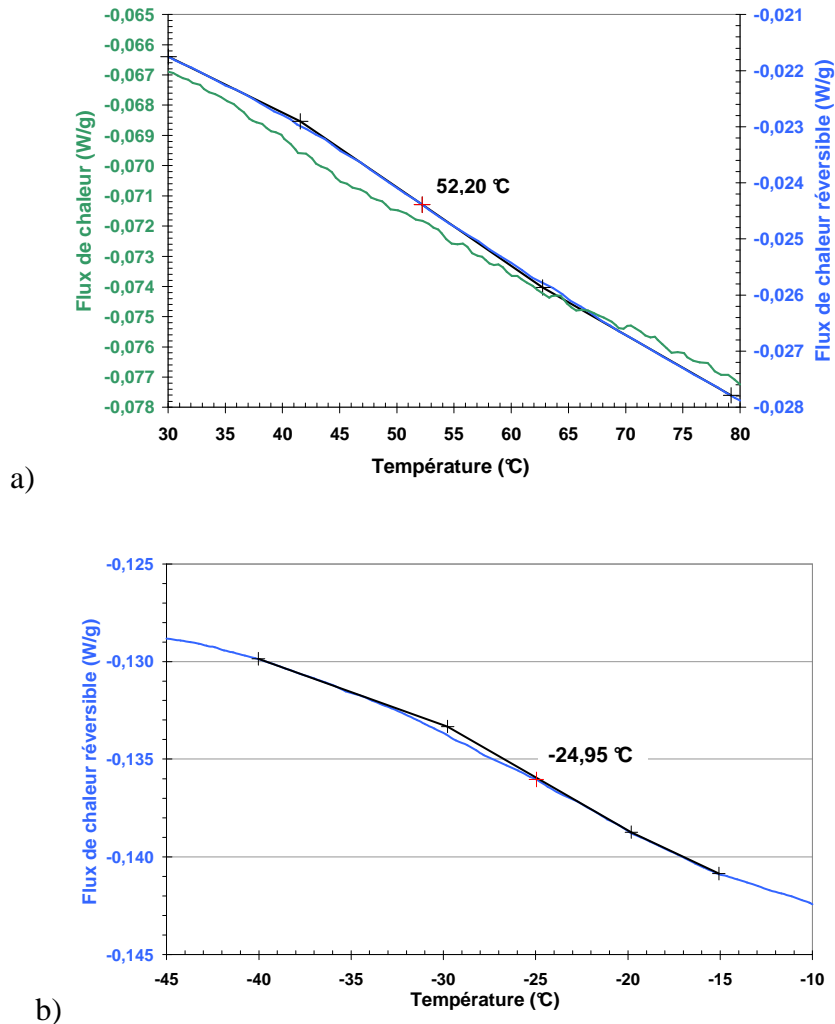 -0,065
-0,066
-0,067
-0,068
-0,069
-0,070
-0,071
-0,072
-0,073
-0,074
-0,075
-0,076
-0,077
-0,078
Flux de chaleur (W/g)
52,20 °C
-0,021
-0,022
-0,023
-0,024
-0,025
-0,026
-0,027
-0,028
Flux de chaleur réversible (W/g)
30 35 40 45 50 55 60 65 70 75 80
Température (°C)
a)
-0,125
-0,130
-0,135
-0,140
-0,145
Flux de chaleur réversible (W/g)
-24,95 °C
-45 -40 -35 -30 -25 -20 -15 -10
Température (°C)
b)